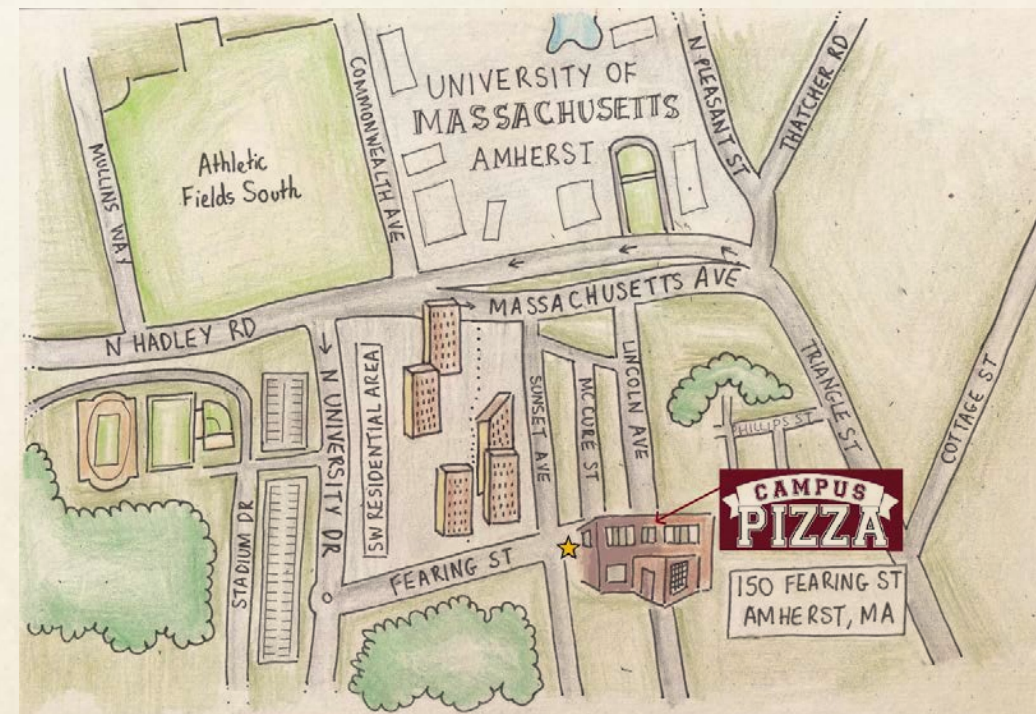 UNIVERSITY OF
MASSACHUSETTS
AMHERST
N PLEASANT ST
THATCHER RD
COMMONWEALTH AVE
MULLINS WAY
Athletic
Fields South
MASSACHUSETTS AVE
N HADLEY RD
N UNIVERSITY DR
SW RESIDENTIAL AREA
SUNSET AVE
MC CURE ST
LINCOLN AVE
PHILLIPS ST
TRIANGLE ST
COTTAGE ST
STADIUM DR
FEARING ST
CAMPUS
PIZZA
150 FEARING ST
AMHERST, MA